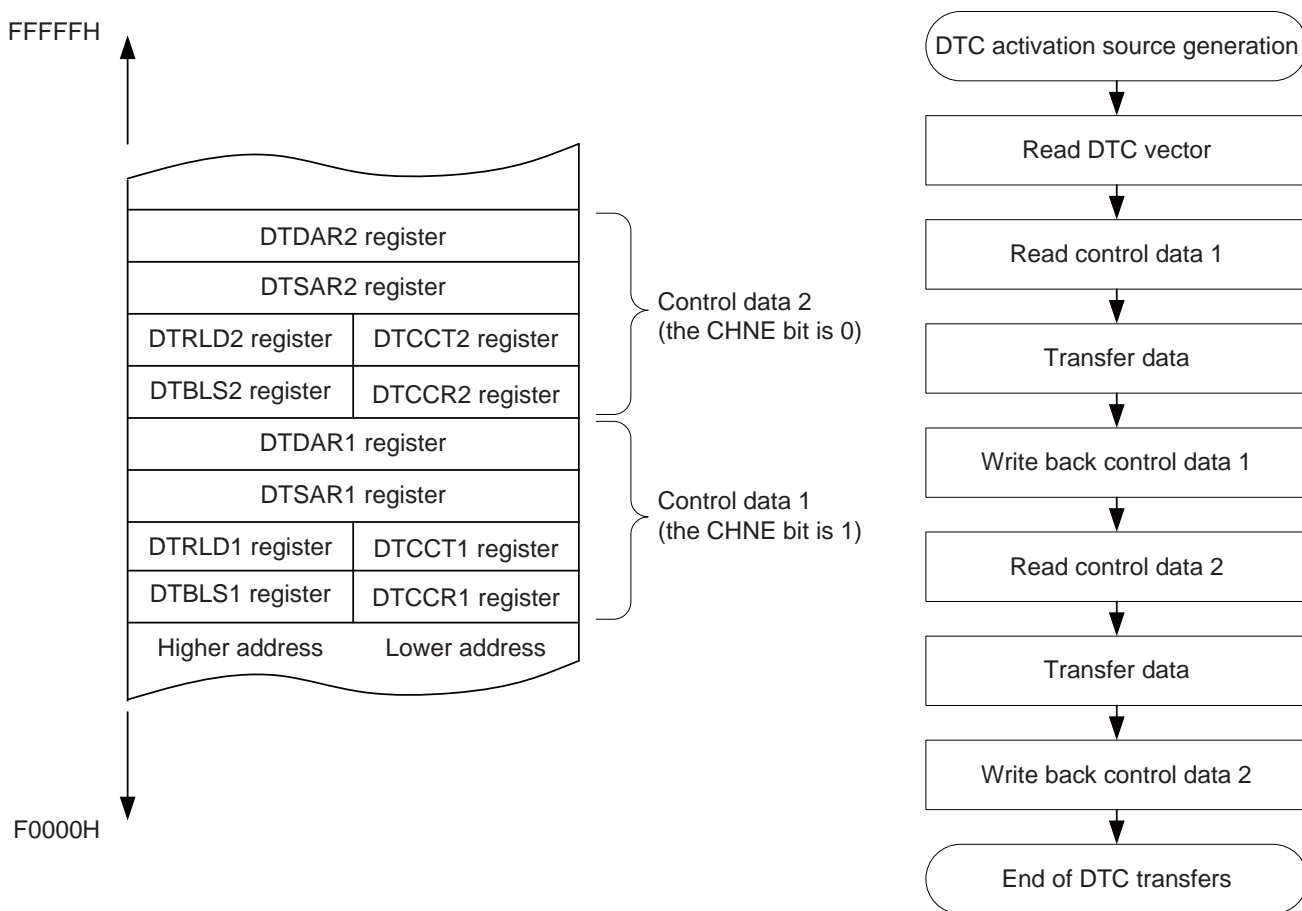 FFFFFH
DTDAR2 register
DTSAR2 register
DTRLD2 register DTCCT2 register
DTBLS2 register DTCCR2 register
DTDAR1 register
DTSAR1 register
DTRLD1 register DTCCT1 register
DTBLS1 register DTCCR1 register
Higher address Lower address
F0000H
Control data 2
(the CHNE bit is 0)
Control data 1
(the CHNE bit is 1)
DTC activation source generation
Read DTC vector
Read control data 1
Transfer data
Write back control data 1
Read control data 2
Transfer data
Write back control data 2
End of DTC transfers